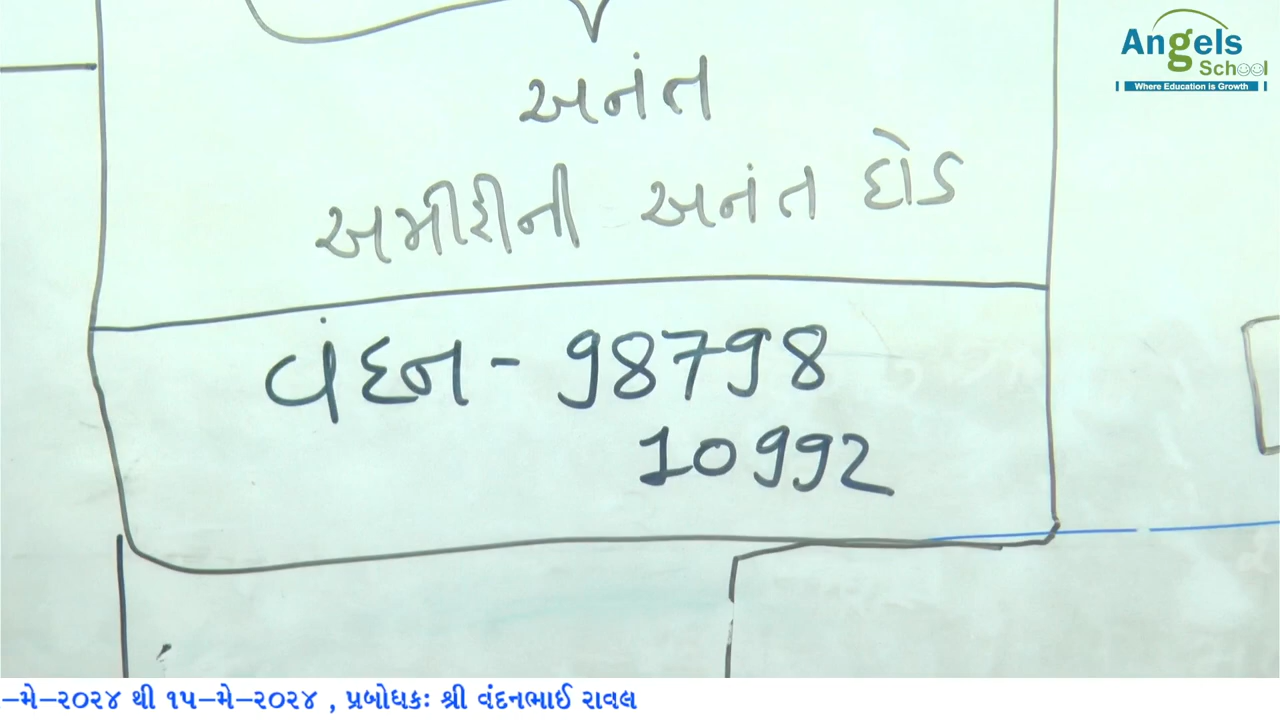 Angels
School
Where Education is Growth
અનંત
અમીરીની અનંત દોડ
વંદન - 98798
10992
-મે-૨૦૨૪ થી ૧૫-મે-૨૦૨૪ , પ્રબોધકઃ શ્રી વંદનભાઈ રાવલ